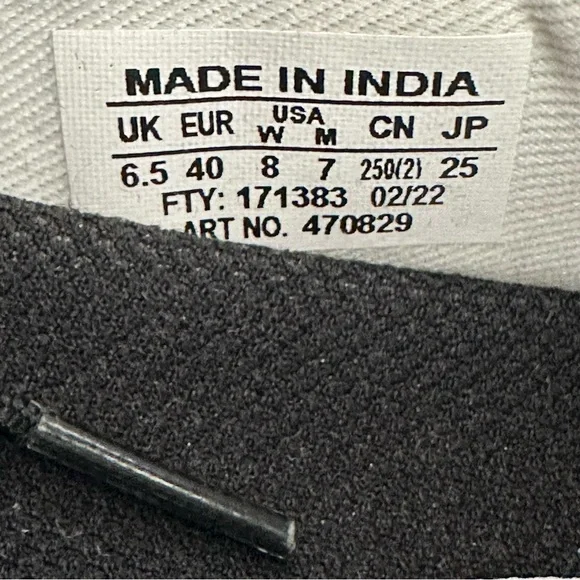 MADE IN INDIA
UK EUR USA W M CN JP
6.5 40 8 7 250(2) 25
FTY: 171383 02/22
ART NO. 470829